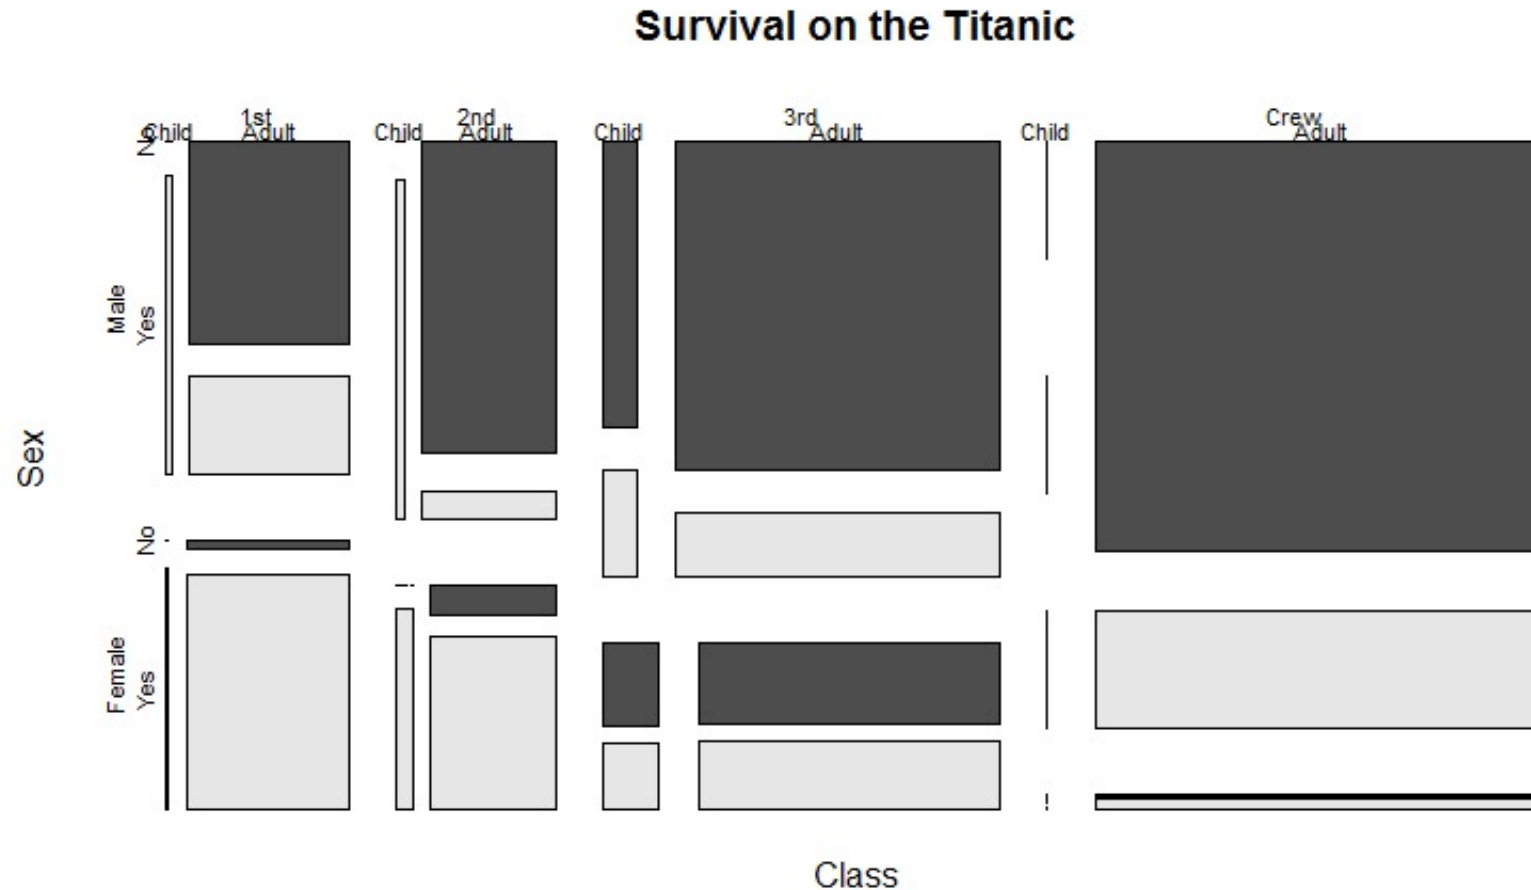 Survival on the Titanic
1st 2nd 3rd Crew
Child Adult Child Adult Child Adult Child Adult
No
Male
Yes
Sex
No
Female
Yes
Class